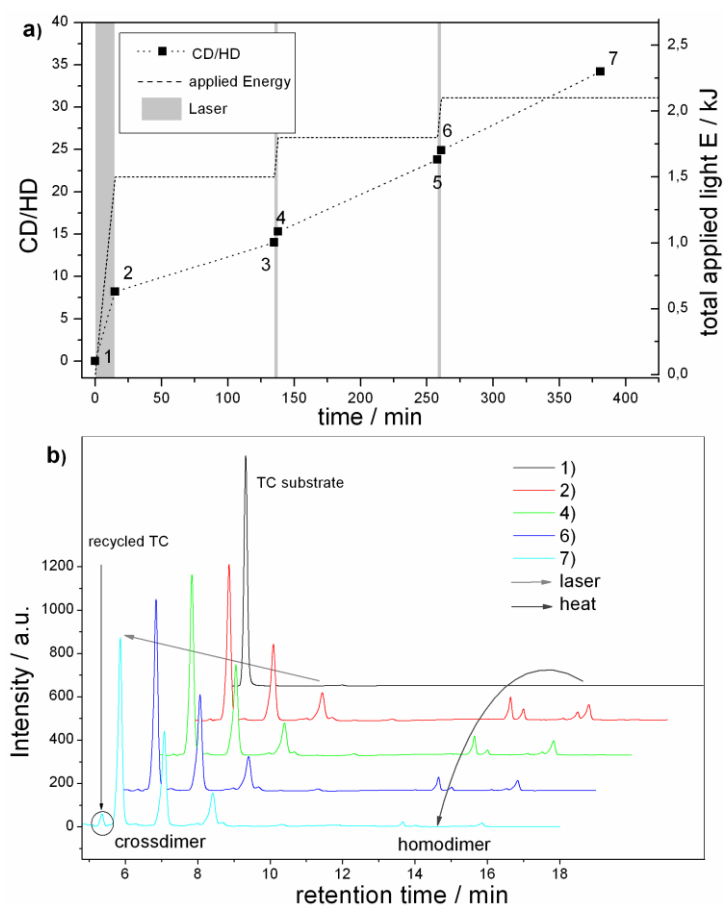 a)
CD/HD
applied Energy
Laser
40
35
30
25
20
15
10
5
0
CD/HD
2,5
2,0
1,5
1,0
0,5
0,0
total applied light E / kJ
1
2
3
4
5
6
7
0 50 100 150 200 250 300 350 400
time / min
b)
TC substrate
recycled TC
1)
2)
4)
6)
7)
laser
heat
1200
1000
800
600
400
200
0
Intensity / a.u.
crossdimer
homodimer
6 8 10 12 14 16 18
retention time / min